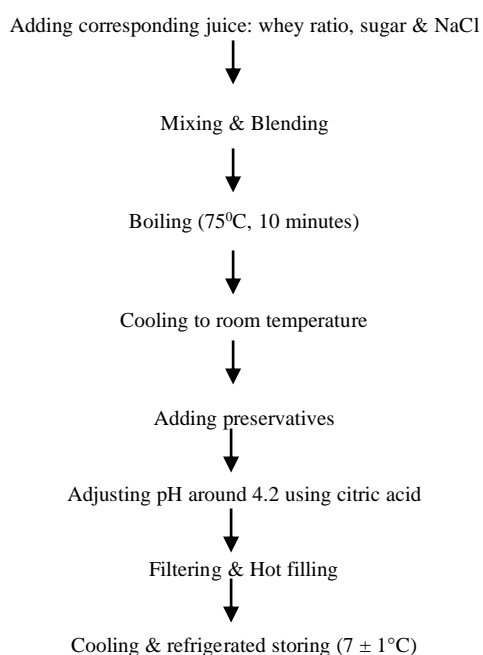 Adding corresponding juice: whey ratio, sugar & NaCl
Mixing & Blending
Boiling (75⁰C, 10 minutes)
Cooling to room temperature
Adding preservatives
Adjusting pH around 4.2 using citric acid
Filtering & Hot filling
Cooling & refrigerated storing (7 ± 1°C)